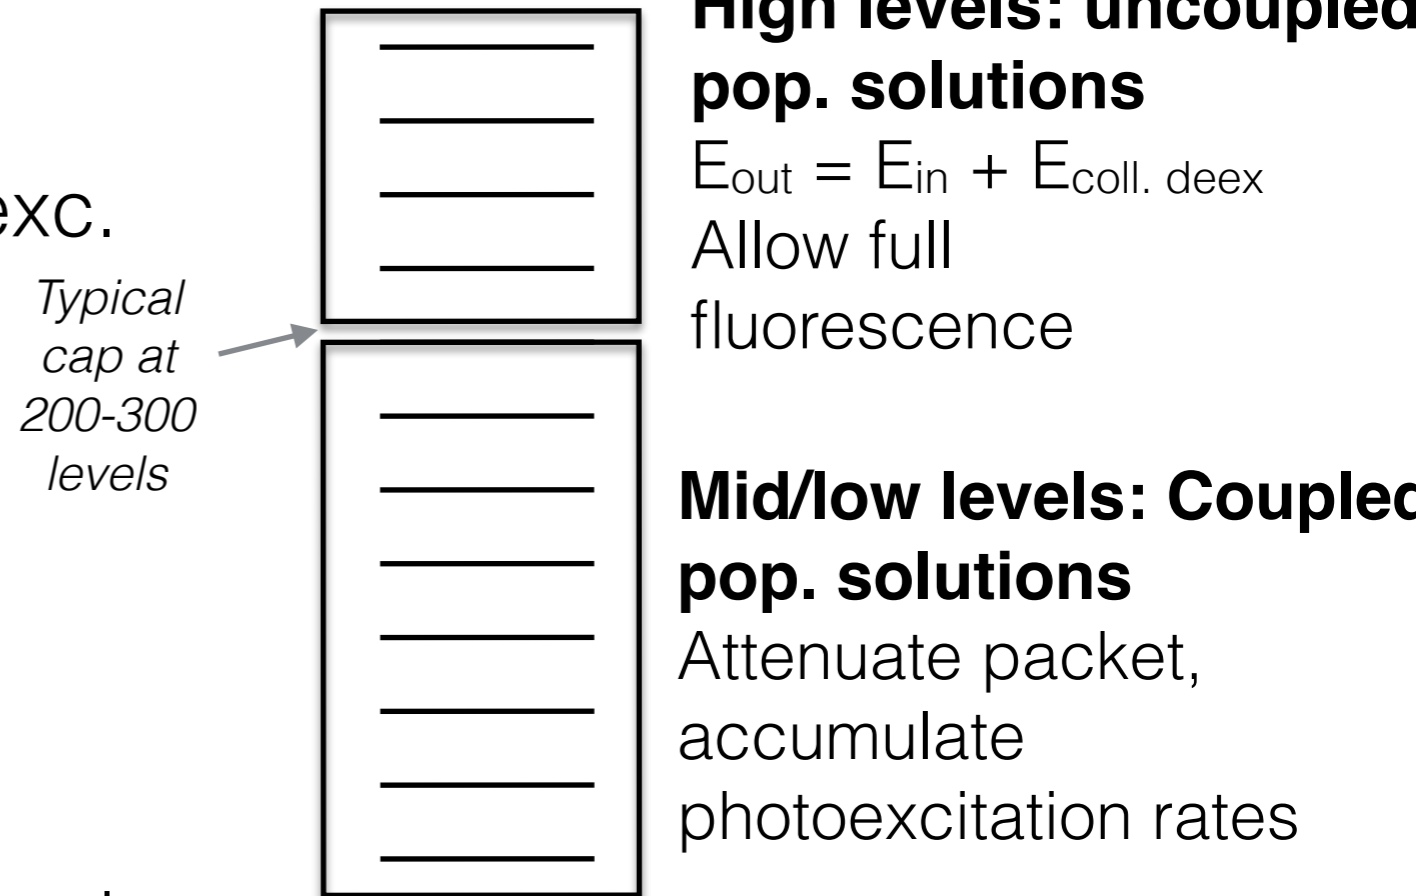 High levels: uncoupled
pop. solutions
Eout = Ein + Ecoll. deex
Allow full
fluorescence
exc.
Typical
cap at
200-300
levels
Mid/low levels: Coupled
pop. solutions
Attenuate packet,
accumulate
photoexcitation rates